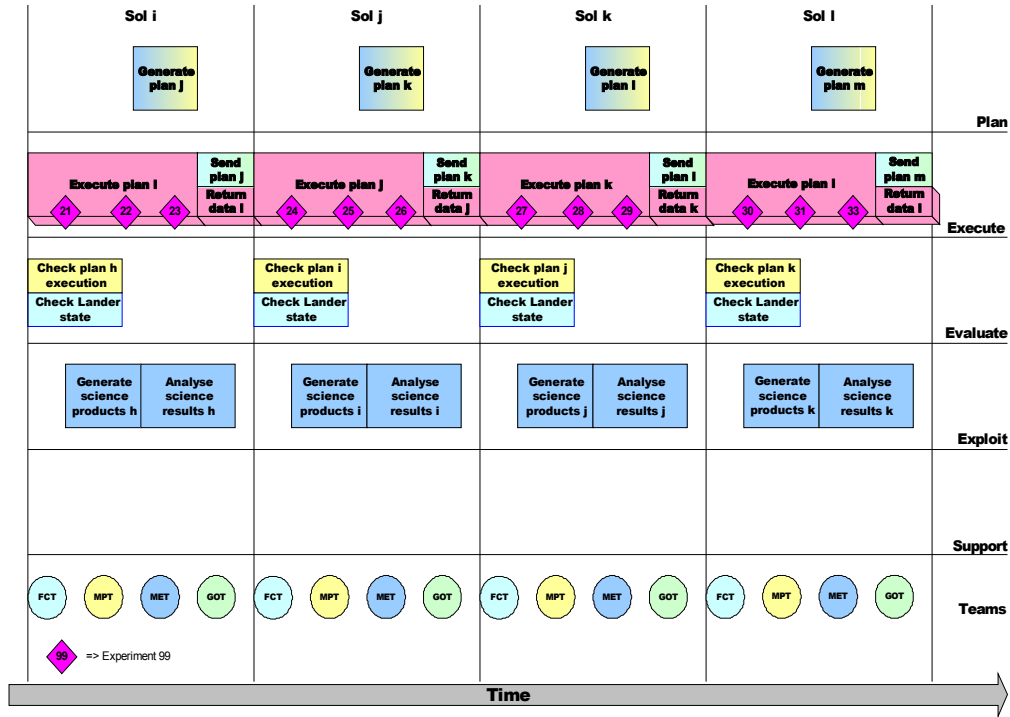 Sol i
Sol j
Sol k
Sol l
Generate
plan j
Generate
plan k
Generate
plan l
Generate
plan m
Plan
Execute plan i
21
22
23
Send
plan j
Return
data i
Execute plan j
24
25
26
Send
plan k
Return
data j
Execute plan k
27
28
29
Send
plan l
Return
data k
Execute plan l
30
31
33
Send
plan m
Return
data l
Execute
Check plan h
execution
Check Lander
state
Check plan i
execution
Check Lander
state
Check plan j
execution
Check Lander
state
Check plan k
execution
Check Lander
state
Evaluate
Generate
science
products h
Analyse
science
results h
Generate
science
products i
Analyse
science
results i
Generate
science
products j
Analyse
science
results j
Generate
science
products k
Analyse
science
results k
Exploit
Support
FCT
MPT
MET
GOT
FCT
MPT
MET
GOT
FCT
MPT
MET
GOT
FCT
MPT
MET
GOT
Teams
99
=> Experiment 99
Time